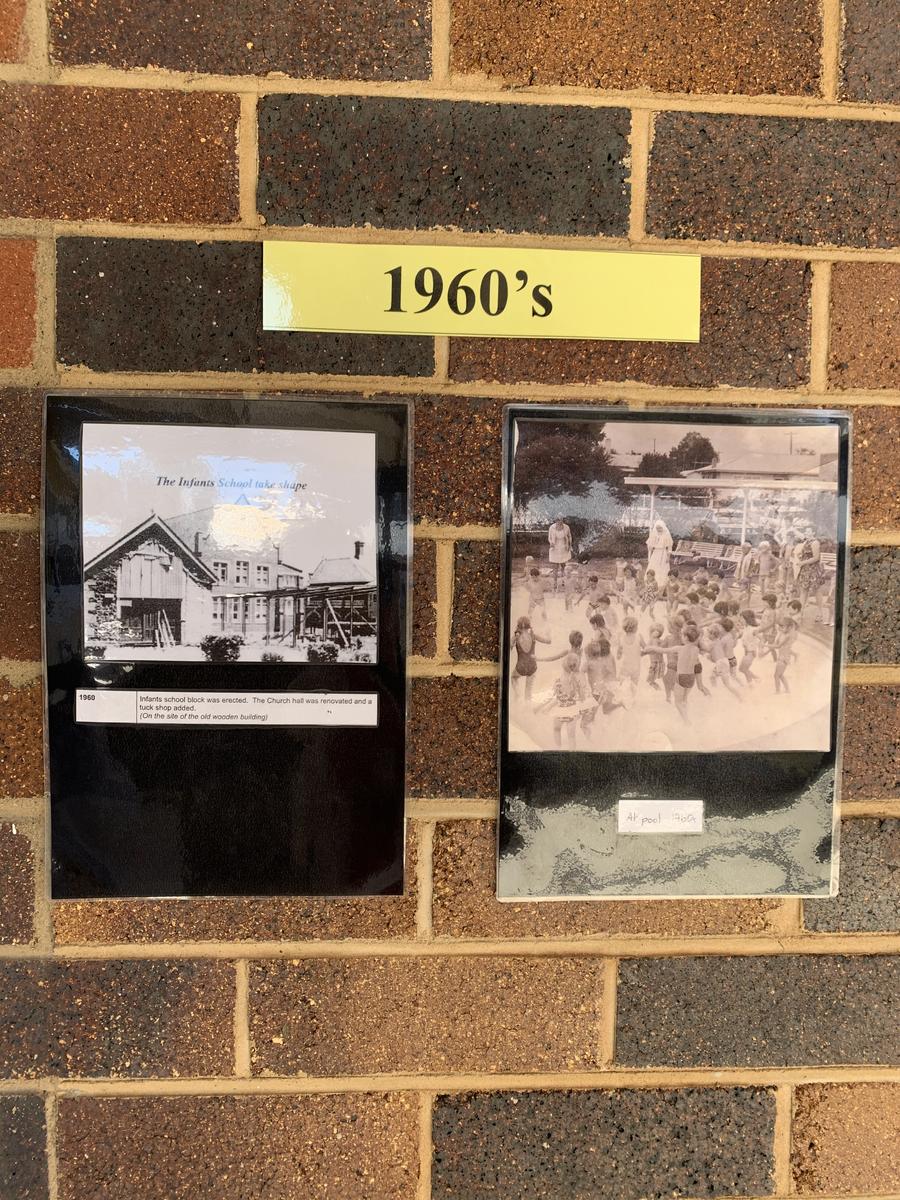 1960's
The Infants School take shape
1960
Infants school block was erected. The Church hall was renovated and a
tuck shop added.
(On the site of the old wooden building)
At pool 1960s